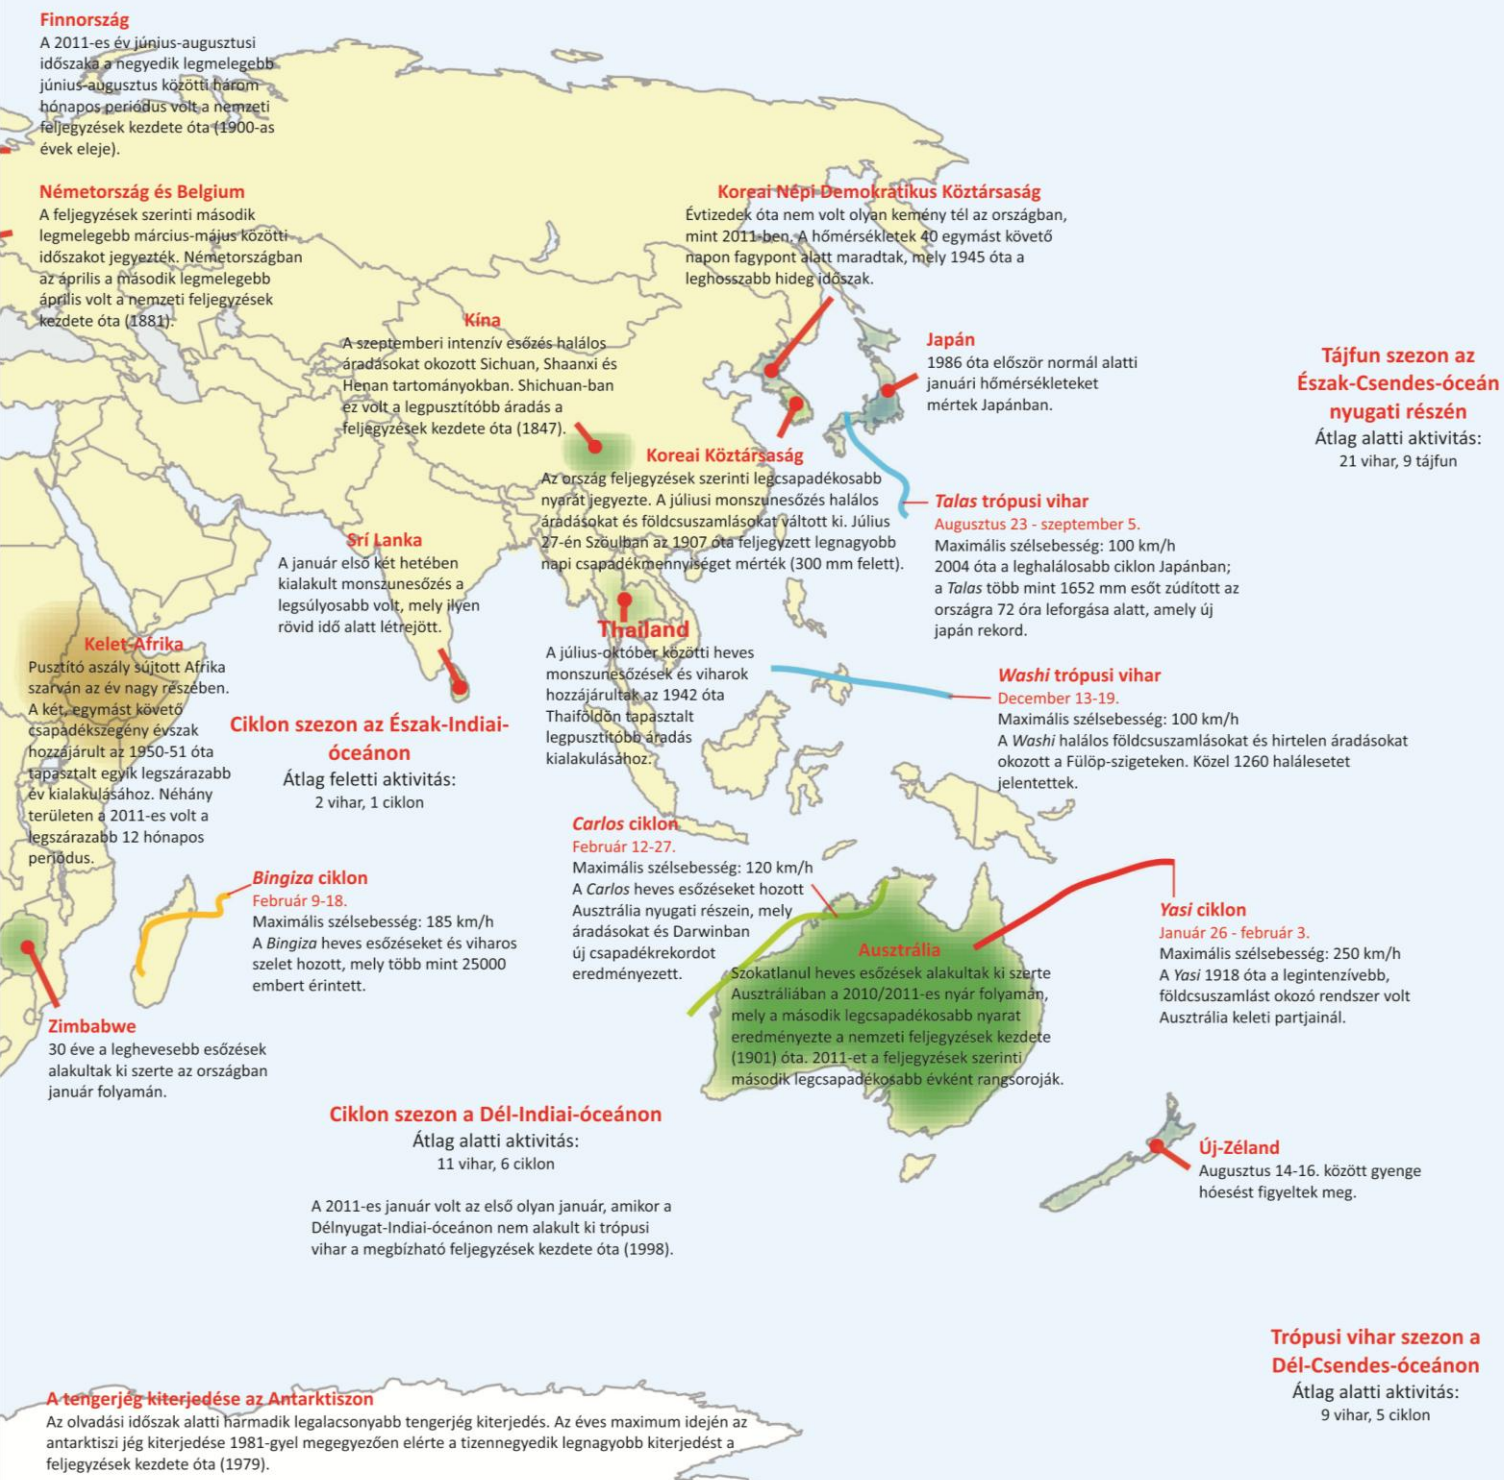 Finnország
A 2011-es év június-augusztusi
időszaka a negyedik legmelegebb
június-augusztus közötti három
hónapos periódus volt a nemzeti
feljegyzések kezdete óta (1900-as
évek eleje).
Németország és Belgium
A feljegyzések szerinti második
legmelegebb március-május közötti
időszakot jegyezték. Németországban
az április a második legmelegebb
április volt a nemzeti feljegyzések
kezdete óta (1881).
Koreai Népi Demokratikus Köztársaság
Évtizedek óta nem volt olyan kemény tél az országban,
mint 2011-ben. A hőmérsékletek 40 egymást követő
napon fagypont alatt maradtak, mely 1945 óta a
leghosszabb hideg időszak.
Kína
A szeptemberi intenzív esőzés halálos
áradásokat okozott Sichuan, Shaanxi és
Henan tartományokban. Shichuan-ban
ez volt a legpusztítóbb áradás a
feljegyzések kezdete óta (1847).
Japán
1986 óta először normál alatti
januári hőmérsékleteket
mértek Japánban.
Tájfun szezon az
Észak-Csendes-óceán
nyugati részén
Átlag alatti aktivitás:
21 vihar, 9 tájfun
Koreai Köztársaság
Az ország feljegyzések szerinti legcsapadékosabb
nyarát jegyezte. A júliusi monszunesőzés halálos
áradásokat és földcsuszamlásokat váltott ki. Július
27-én Szöulban az 1907 óta feljegyzett legnagyobb
napi csapadékmennyiséget mérték (300 mm felett).
Talas trópusi vihar
Augusztus 23 - szeptember 5.
Maximális szélsebesség: 100 km/h
2004 óta a leghalálosabb ciklon Japánban;
a Talas több mint 1652 mm esőt zúdított az
országra 72 óra leforgása alatt, amely új
japán rekord.
Srí Lanka
A január első két hetében
kialakult monszunesőzés a
legsúlyosabb volt, mely ilyen
rövid idő alatt létrejött.
Thailand
A július-október közötti heves
monszunesőzések és viharok
hozzájárultak az 1942 óta
Thaiföldön tapasztalt
legpusztítóbb áradás
kialakulásához.
Kelet-Afrika
Pusztító aszály sújtott Afrika
szarván az év nagy részében.
A két, egymást követő
csapadékszegény évszak
hozzájárult az 1950-51 óta
tapasztalt egyik legszárazabb
év kialakulásához. Néhány
területen a 2011-es volt a
legszárazabb 12 hónapos
periódus.
Washi trópusi vihar
December 13-19.
Maximális szélsebesség: 100 km/h
A Washi halálos földcsuszamlásokat és hirtelen áradásokat
okozott a Fülöp-szigeteken. Közel 1260 halálesetet
jelentettek.
Ciklon szezon az Észak-Indiai-
óceánon
Átlag feletti aktivitás:
2 vihar, 1 ciklon
Carlos ciklon
Február 12-27.
Maximális szélsebesség: 120 km/h
A Carlos heves esőzéseket hozott
Ausztrália nyugati részein, mely
áradásokat és Darwinban
új csapadékrekordot
eredményezett.
Bingiza ciklon
Február 9-18.
Maximális szélsebesség: 185 km/h
A Bingiza heves esőzéseket és viharos
szelet hozott, mely több mint 25000
embert érintett.
Yasi ciklon
Január 26 - február 3.
Maximális szélsebesség: 250 km/h
A Yasi 1918 óta a legintenzívebb,
földcsuszamlást okozó rendszer volt
Ausztrália keleti partjainál.
Ausztrália
Szokatlanul heves esőzések alakultak ki szerte
Ausztráliában a 2010/2011-es nyár folyamán,
mely a második legcsapadékosabb nyarat
eredményezte a nemzeti feljegyzések kezdete
(1901) óta. 2011-et a feljegyzések szerinti
második legcsapadékosabb évként rangsoroják.
Zimbabwe
30 éve a leghevesebb esőzések
alakultak ki szerte az országban
január folyamán.
Ciklon szezon a Dél-Indiai-óceánon
Átlag alatti aktivitás:
11 vihar, 6 ciklon
A 2011-es január volt az első olyan január, amikor a
Délnyugat-Indiai-óceánon nem alakult ki trópusi
vihar a megbízható feljegyzések kezdete óta (1998).
Új-Zéland
Augusztus 14-16. között gyenge
hóesést figyeltek meg.
Trópusi vihar szezon a
Dél-Csendes-óceánon
Átlag alatti aktivitás:
9 vihar, 5 ciklon
A tengerjég kiterjedése az Antarktiszon
Az olvadási időszak alatti harmadik legalacsonyabb tengerjég kiterjedés. Az éves maximum idején az
antarktiszi jég kiterjedése 1981-gyel megegyezően elérte a tizennegyedik legnagyobb kiterjedést a
feljegyzések kezdete óta (1979).